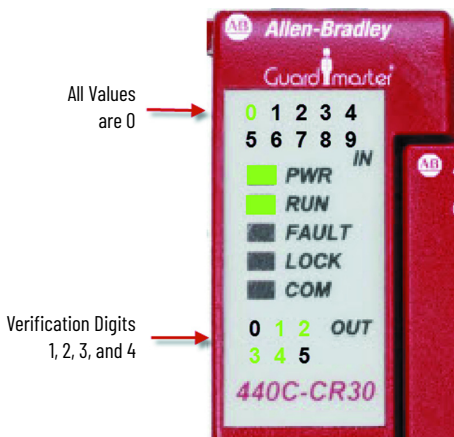 AB Allen-Bradley
Guardmaster
All Values
are 0
0 1 2 3 4
5 6 7 8 9
IN
PWR
RUN
FAULT
LOCK
COM
Verification Digits
1, 2, 3, and 4
0 1 2 OUT
3 4 5
440C-CR30
AB